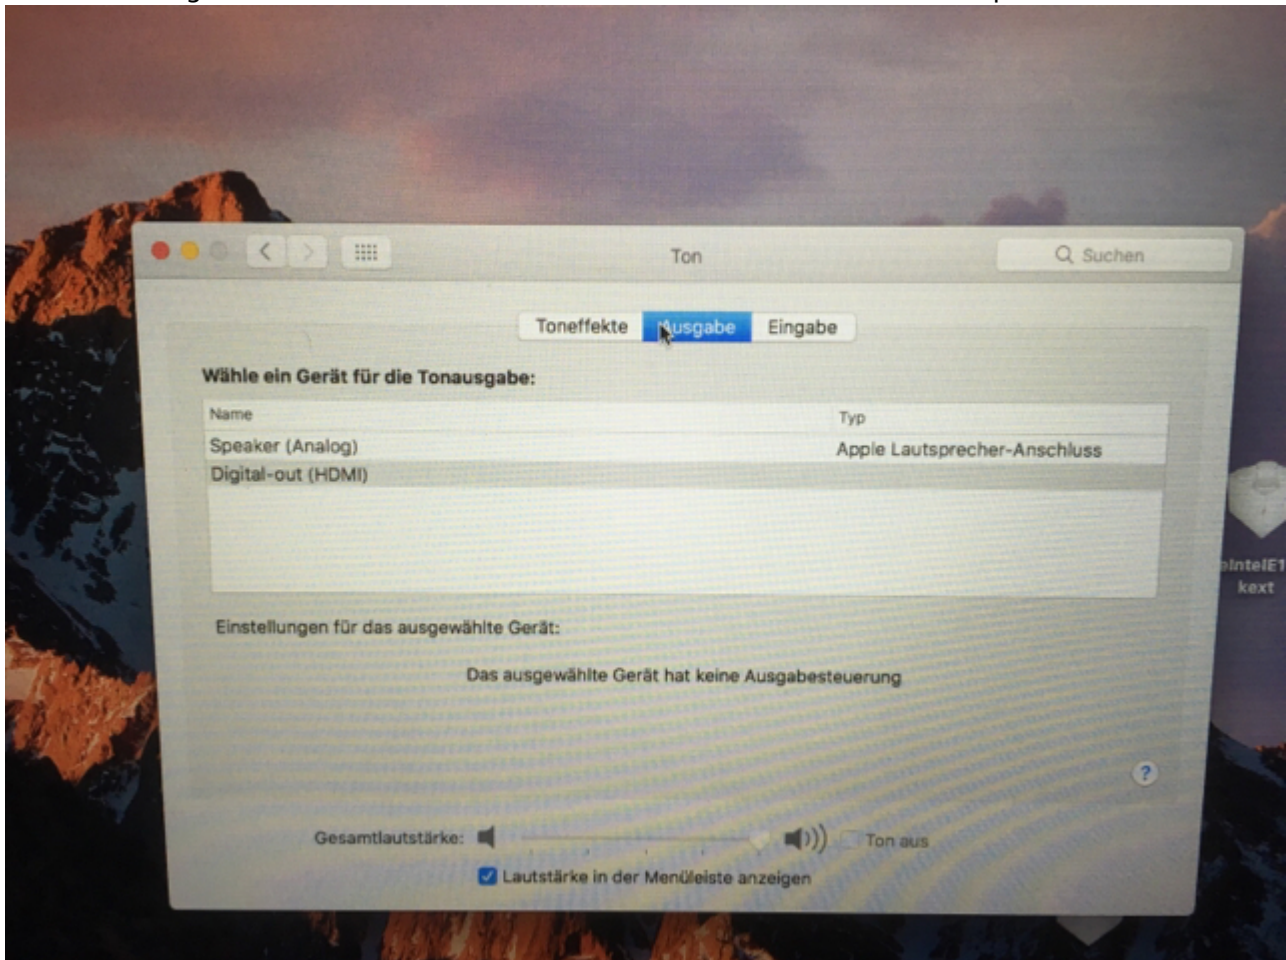 Ton
Suchen
Toneffekte Ausgabe Eingabe
Wähle ein Gerät für die Tonausgabe:
Name Typ
Speaker (Analog) Apple Lautsprecher-Anschluss
Digital-out (HDMI)
kext
Einstellungen für das ausgewählte Gerät:
Das ausgewählte Gerät hat keine Ausgabesteuerung
?
Gesamtlautstärke: Ton aus
Lautstärke in der Menüleiste anzeigen